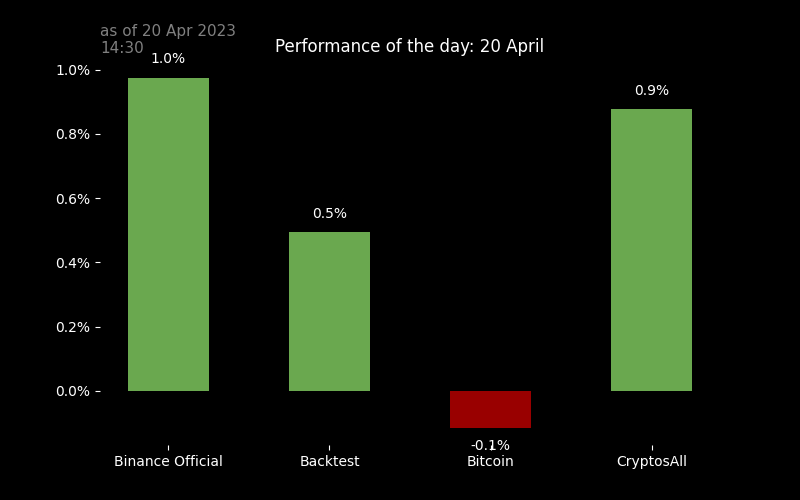 as of 20 Apr 2023
14:30
Performance of the day: 20 April
1.0%
0.9%
0.5%
-0.1%
1.0%
0.8%
0.6%
0.4%
0.2%
0.0%
Binance Official
Backtest
Bitcoin
CryptosAll